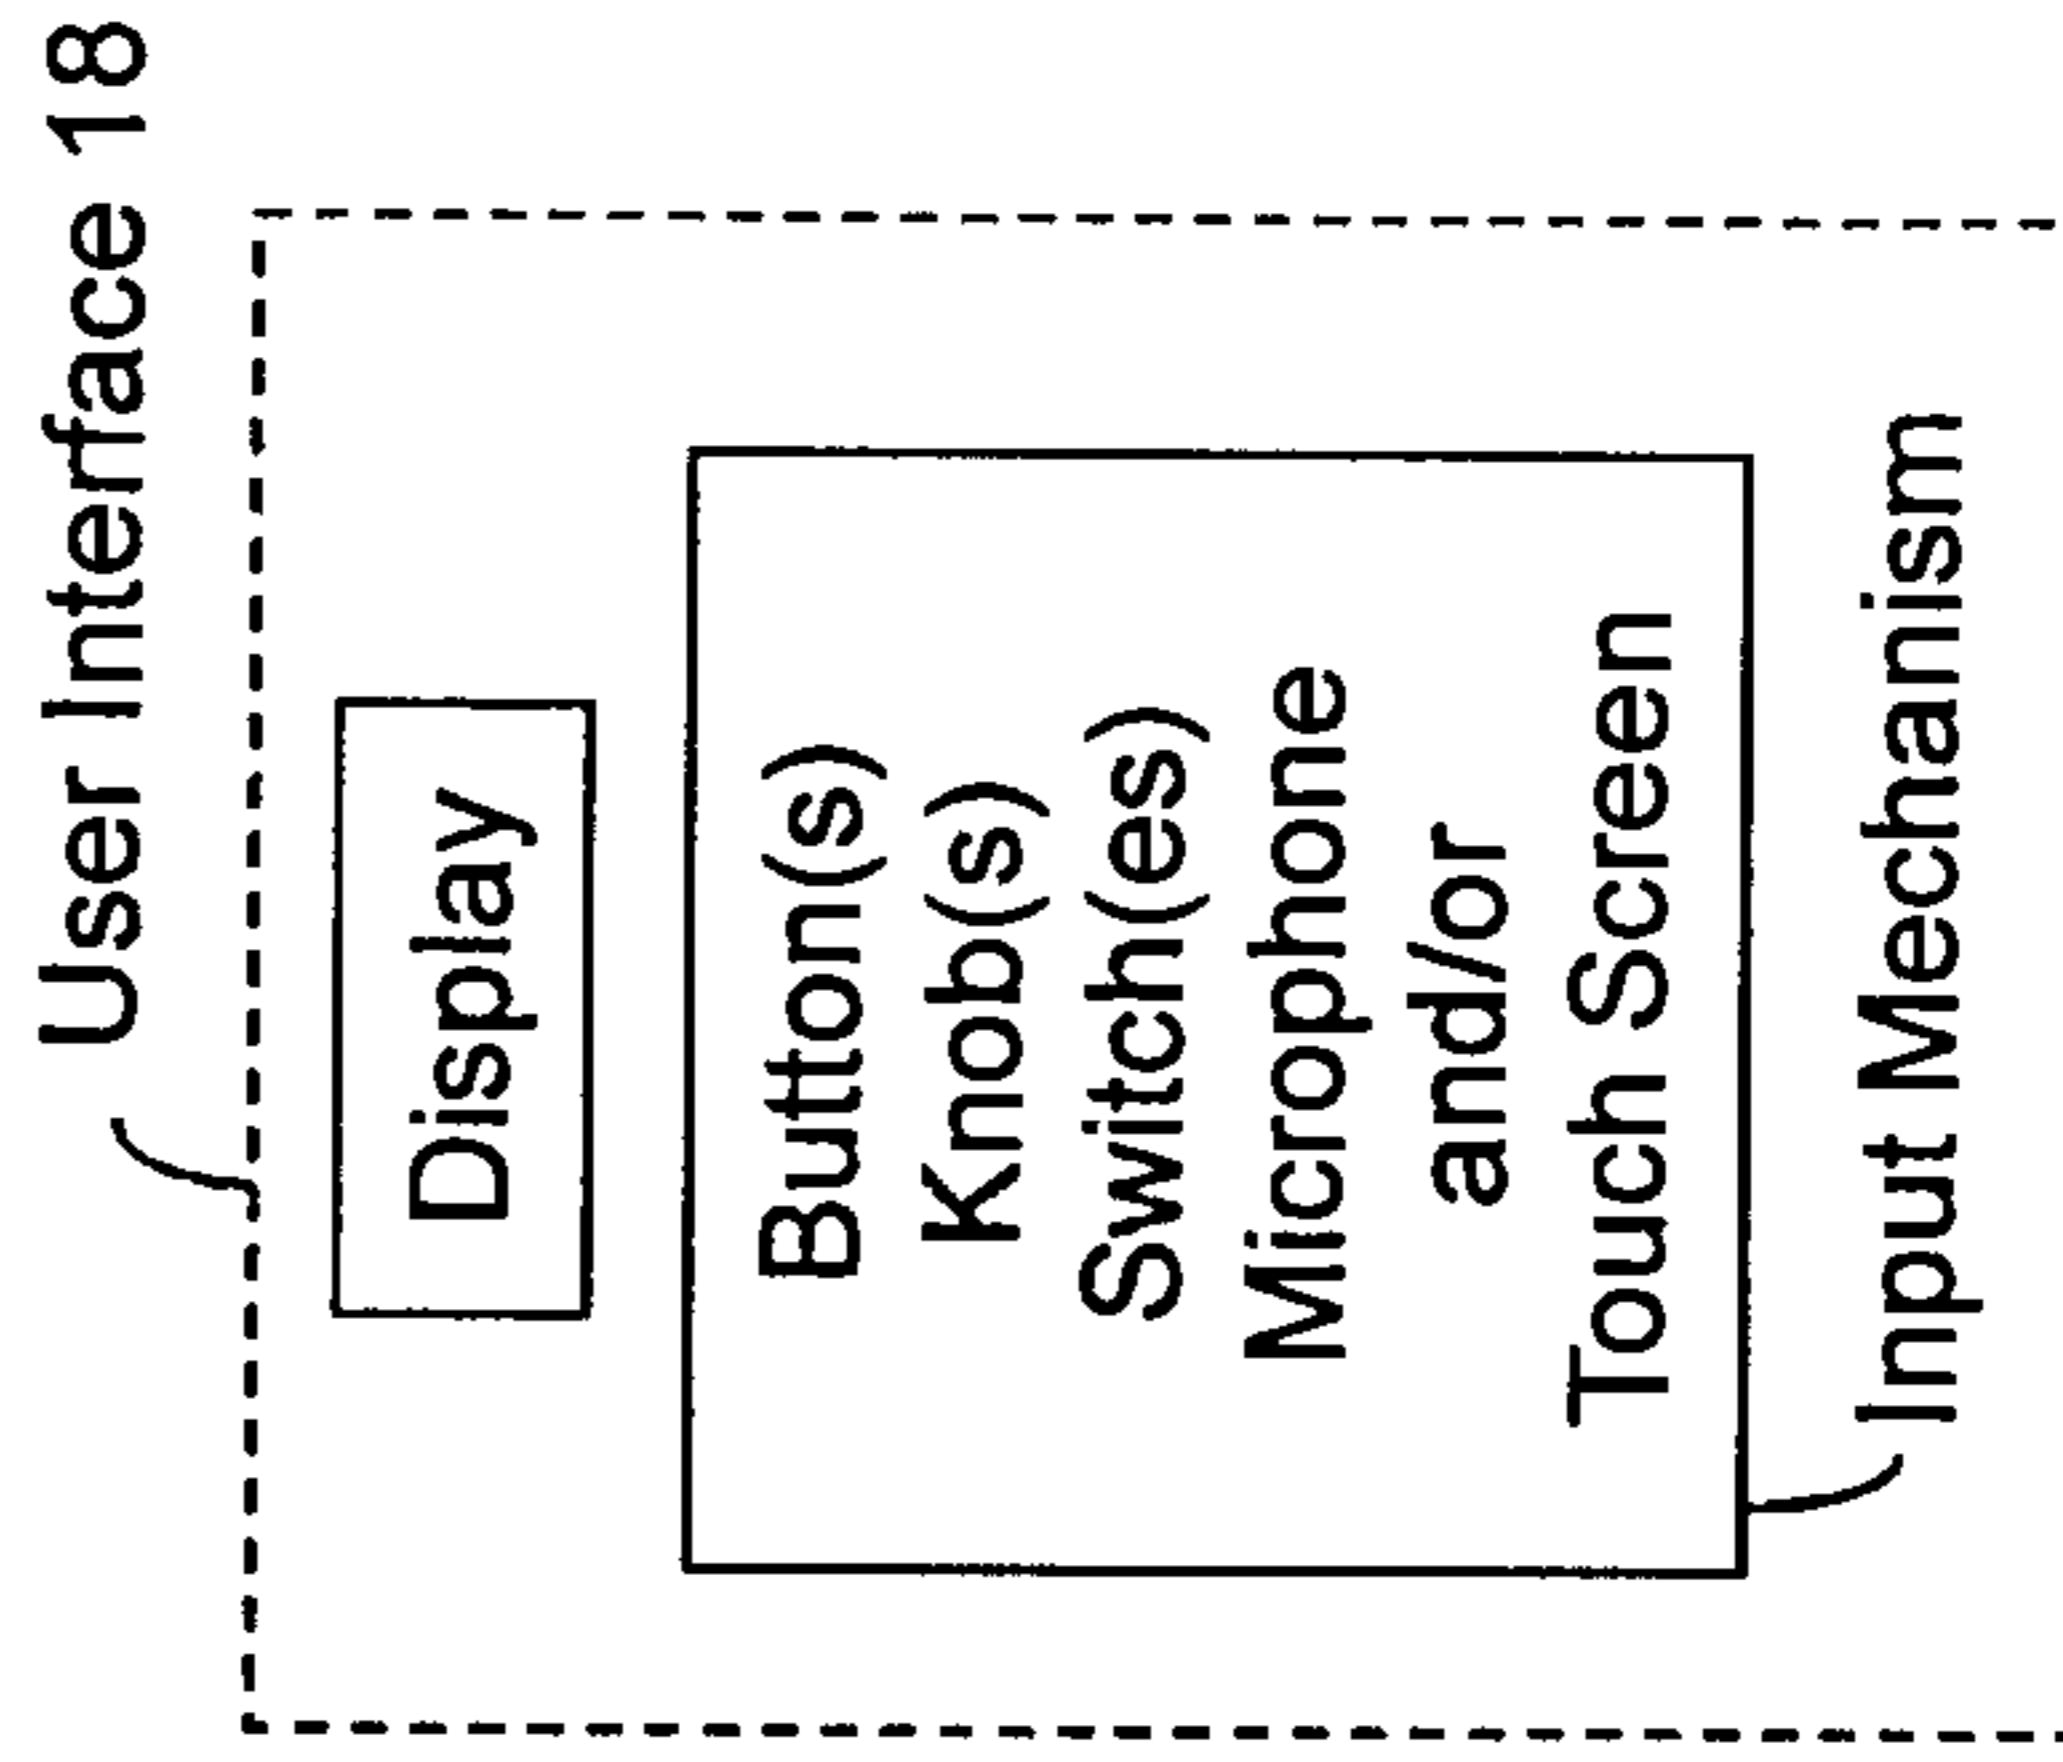 User Interface 18
Display
Button(s)
Knob(s)
Switch(es)
Microphone
and/or
Touch Screen
Input Mechanism